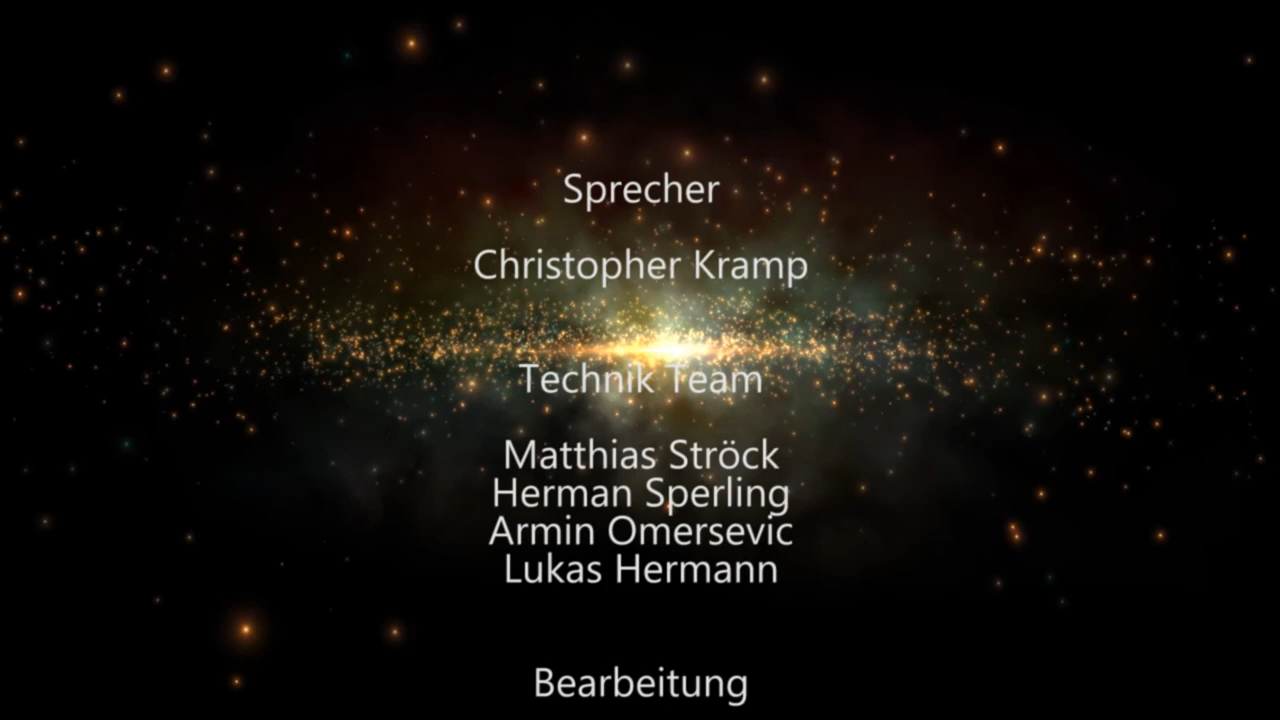 Sprecher
Christopher Kramp
Technik Team
Matthias Ströck
Herman Sperling
Armin Omersevic
Lukas Hermann
Bearbeitung